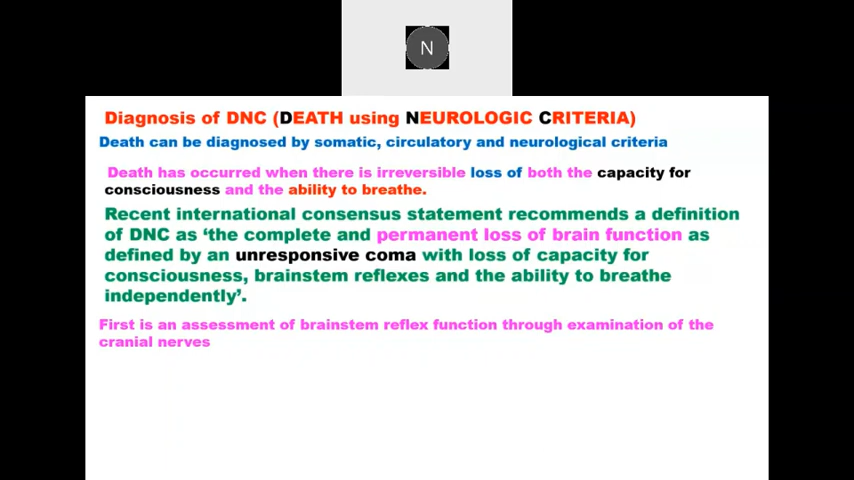 N
Diagnosis of DNC (DEATH using NEUROLOGIC CRITERIA)
Death can be diagnosed by somatic, circulatory and neurological criteria
Death has occurred when there is irreversible loss of both the capacity for
consciousness and the ability to breathe.
Recent international consensus statement recommends a definition
of DNC as ‘the complete and permanent loss of brain function as
defined by an unresponsive coma with loss of capacity for
consciousness, brainstem reflexes and the ability to breathe
independently’.
First is an assessment of brainstem reflex function through examination of the
cranial nerves